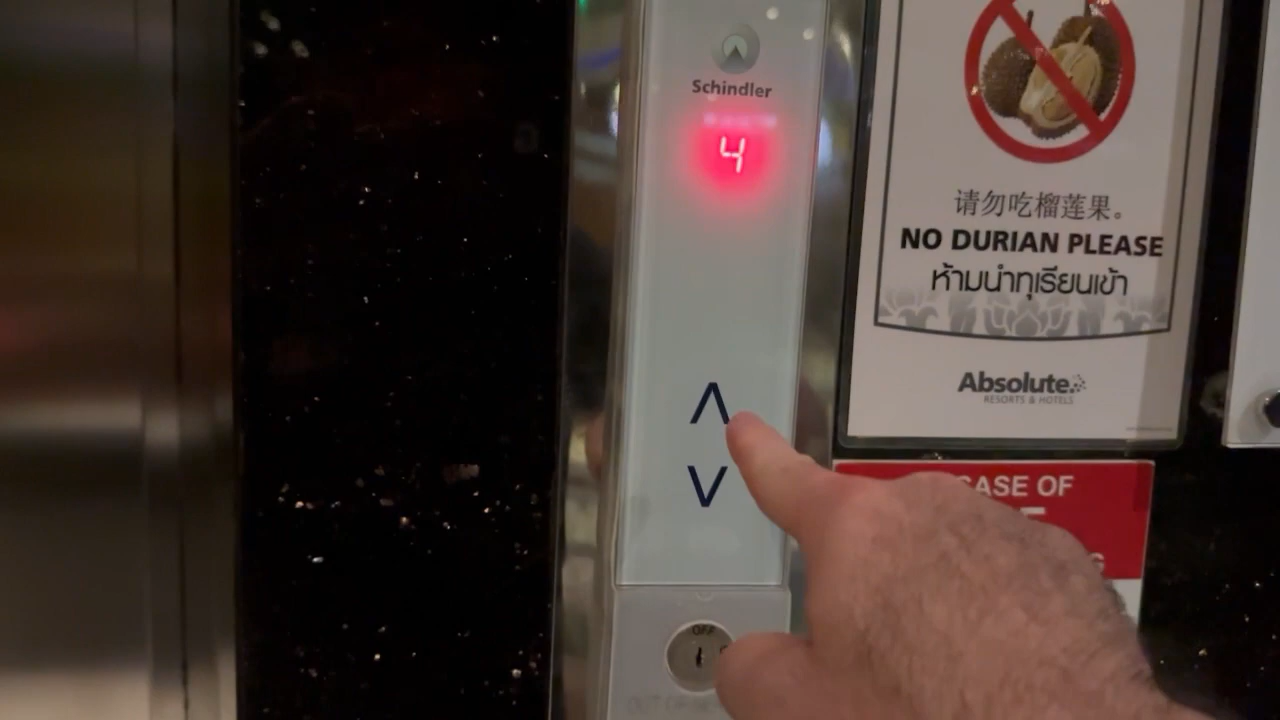 Schindler
4
请勿吃榴莲果。
NO DURIAN PLEASE
ห้ามนำทุเรียนเข้า
Absolute
RESORTS & HOTELS
CASE OF
OFF